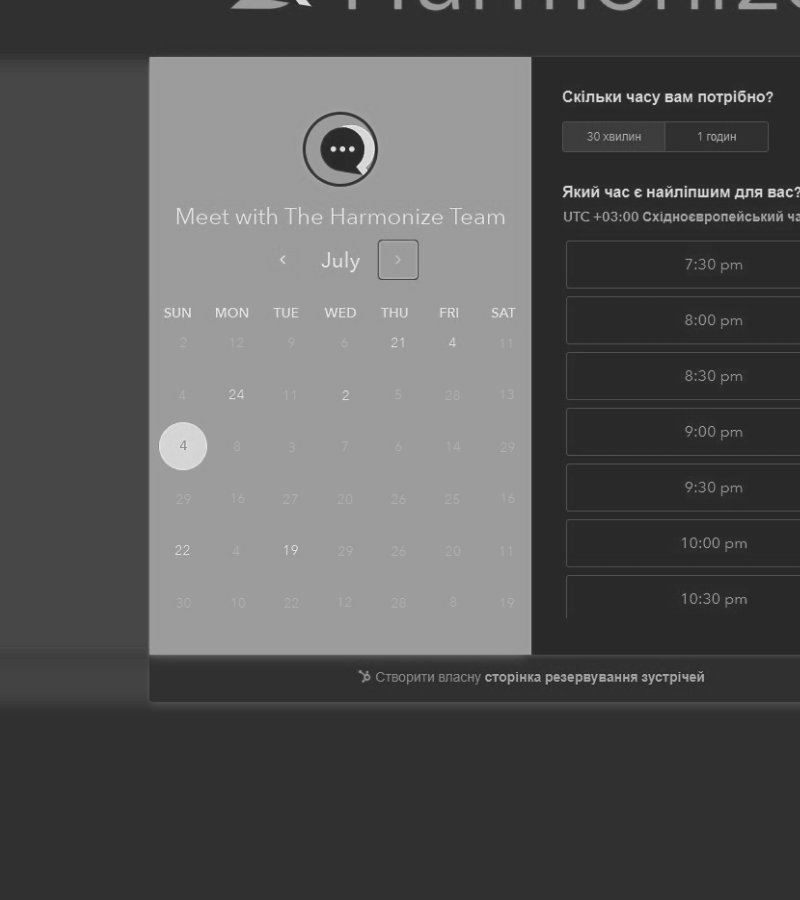 Harmonize
Meet with The Harmonize Team
‹ July ›
SUN MON TUE WED THU FRI SAT
2 12 9 6 21 4 11
4 24 11 2 5 28 13
4 8 3 7 6 14 29
29 16 27 20 26 25 16
22 4 19 29 26 20 11
30 10 22 12 28 8 19
Скільки часу вам потрібно?
30 хвилин 1 годин
Який час є найліпшим для вас?
UTC +03:00 Східноєвропейський ча
7:30 pm
8:00 pm
8:30 pm
9:00 pm
9:30 pm
10:00 pm
10:30 pm
Створити власну сторінка резервування зустрічей